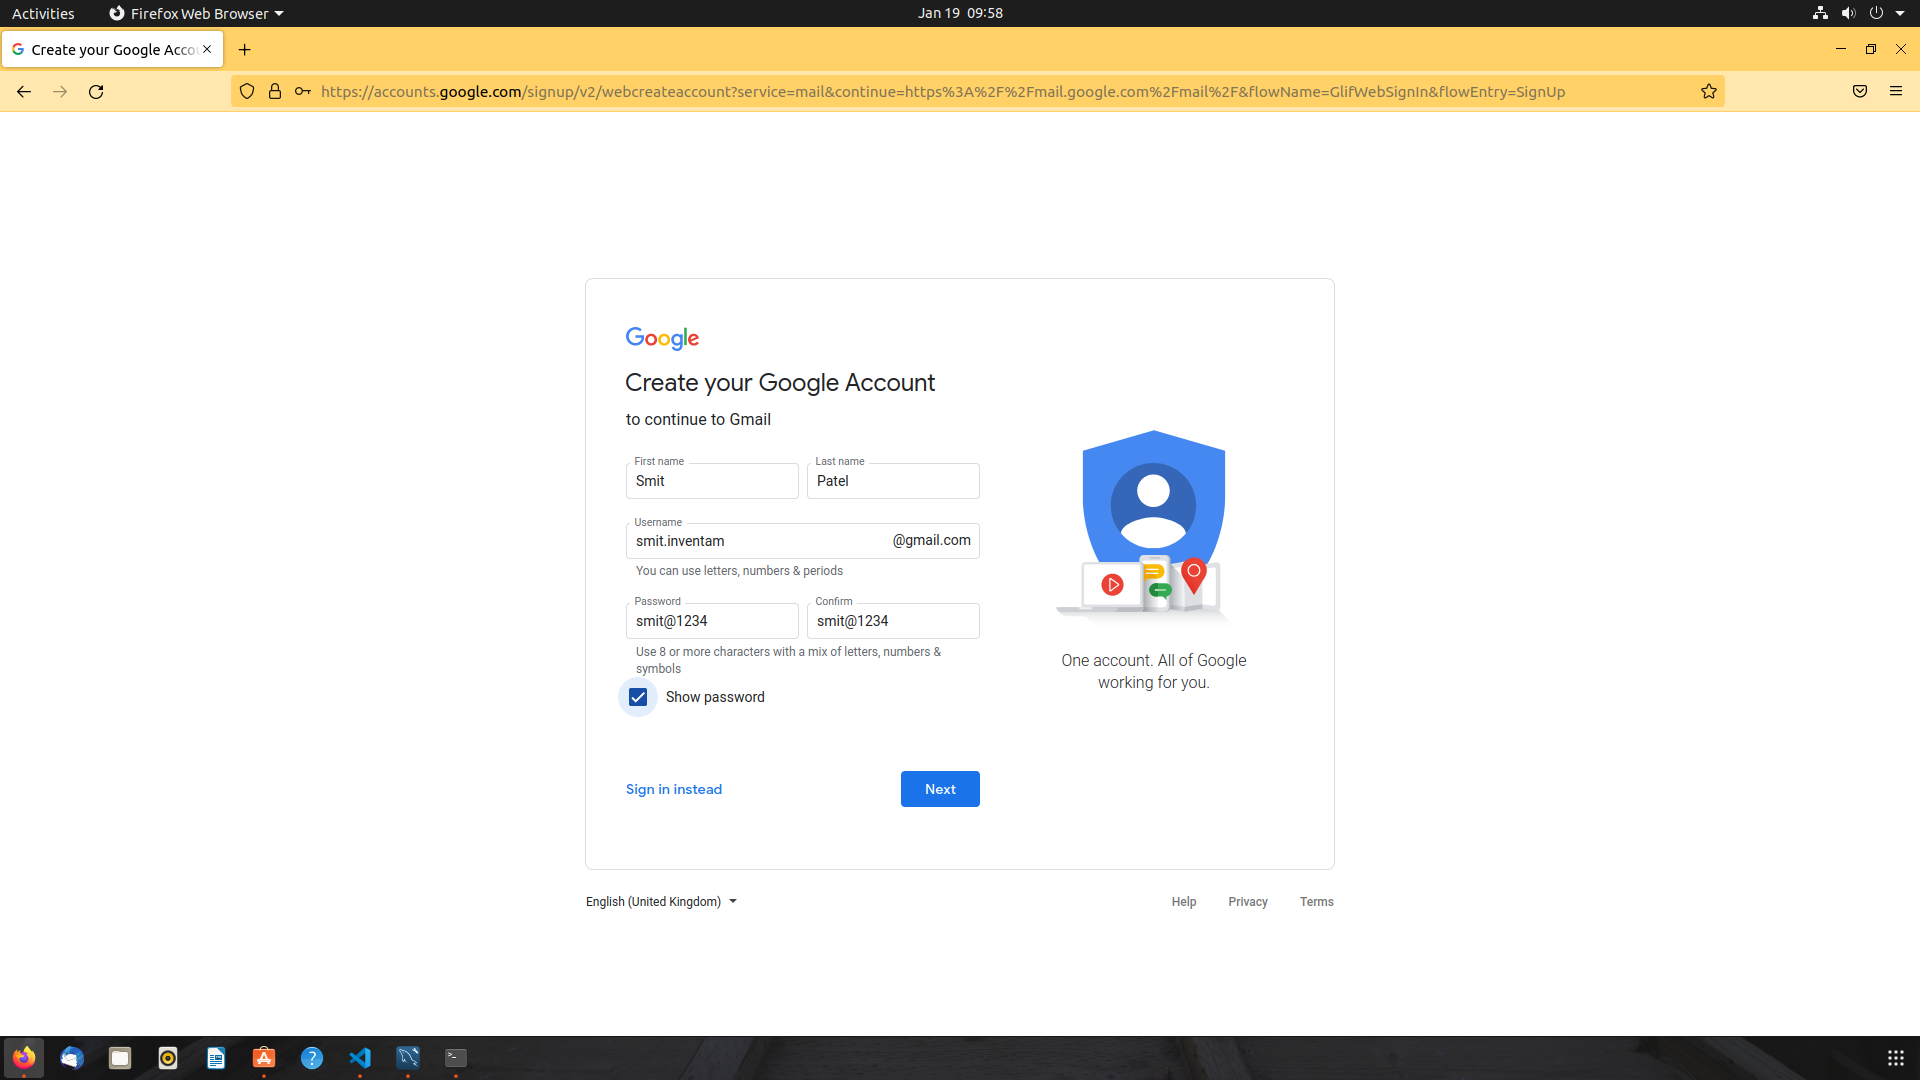 Activities
Firefox Web Browser
Jan 19 09:58
Create your Google Acco
https://accounts.google.com/signup/v2/webcreateaccount?service=mail&continue=https%3A%2F%2Fmail.google.com%2Fmail%2F&flowName=GlifWebSignIn&flowEntry=SignUp
Google
Create your Google Account
to continue to Gmail
First name
Smit
Last name
Patel
Username
smit.inventam
@gmail.com
You can use letters, numbers & periods
Password
smit@1234
Confirm
smit@1234
Use 8 or more characters with a mix of letters, numbers &
symbols
Show password
Sign in instead
Next
One account. All of Google
working for you.
English (United Kingdom)
Help
Privacy
Terms